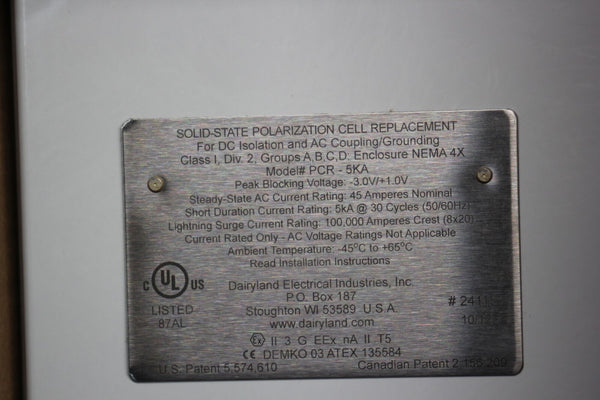 SOLID-STATE POLARIZATION CELL REPLACEMENT
For DC Isolation and AC Coupling/Grounding
Class I, Div. 2, Groups A,B,C,D: Enclosure NEMA 4X
Model# PCR - 5KA
Peak Blocking Voltage: -3.0V/+1.0V
Steady-State AC Current Rating: 45 Amperes Nominal
Short Duration Current Rating: 5kA @ 30 Cycles (50/60Hz)
Lightning Surge Current Rating: 100,000 Amperes Crest (8x20)
Current Rated Only - AC Voltage Ratings Not Applicable
Ambient Temperature: -45°C to +65°C
Read Installation Instructions
C UL US
LISTED
87AL
Dairyland Electrical Industries, Inc.
P.O. Box 187
Stoughton WI 53589 U.S.A.
www.dairyland.com
Ex II 3 G EEx nA II T5
CE DEMKO 03 ATEX 135584
U.S. Patent 5,574,610
Canadian Patent 2,156,209